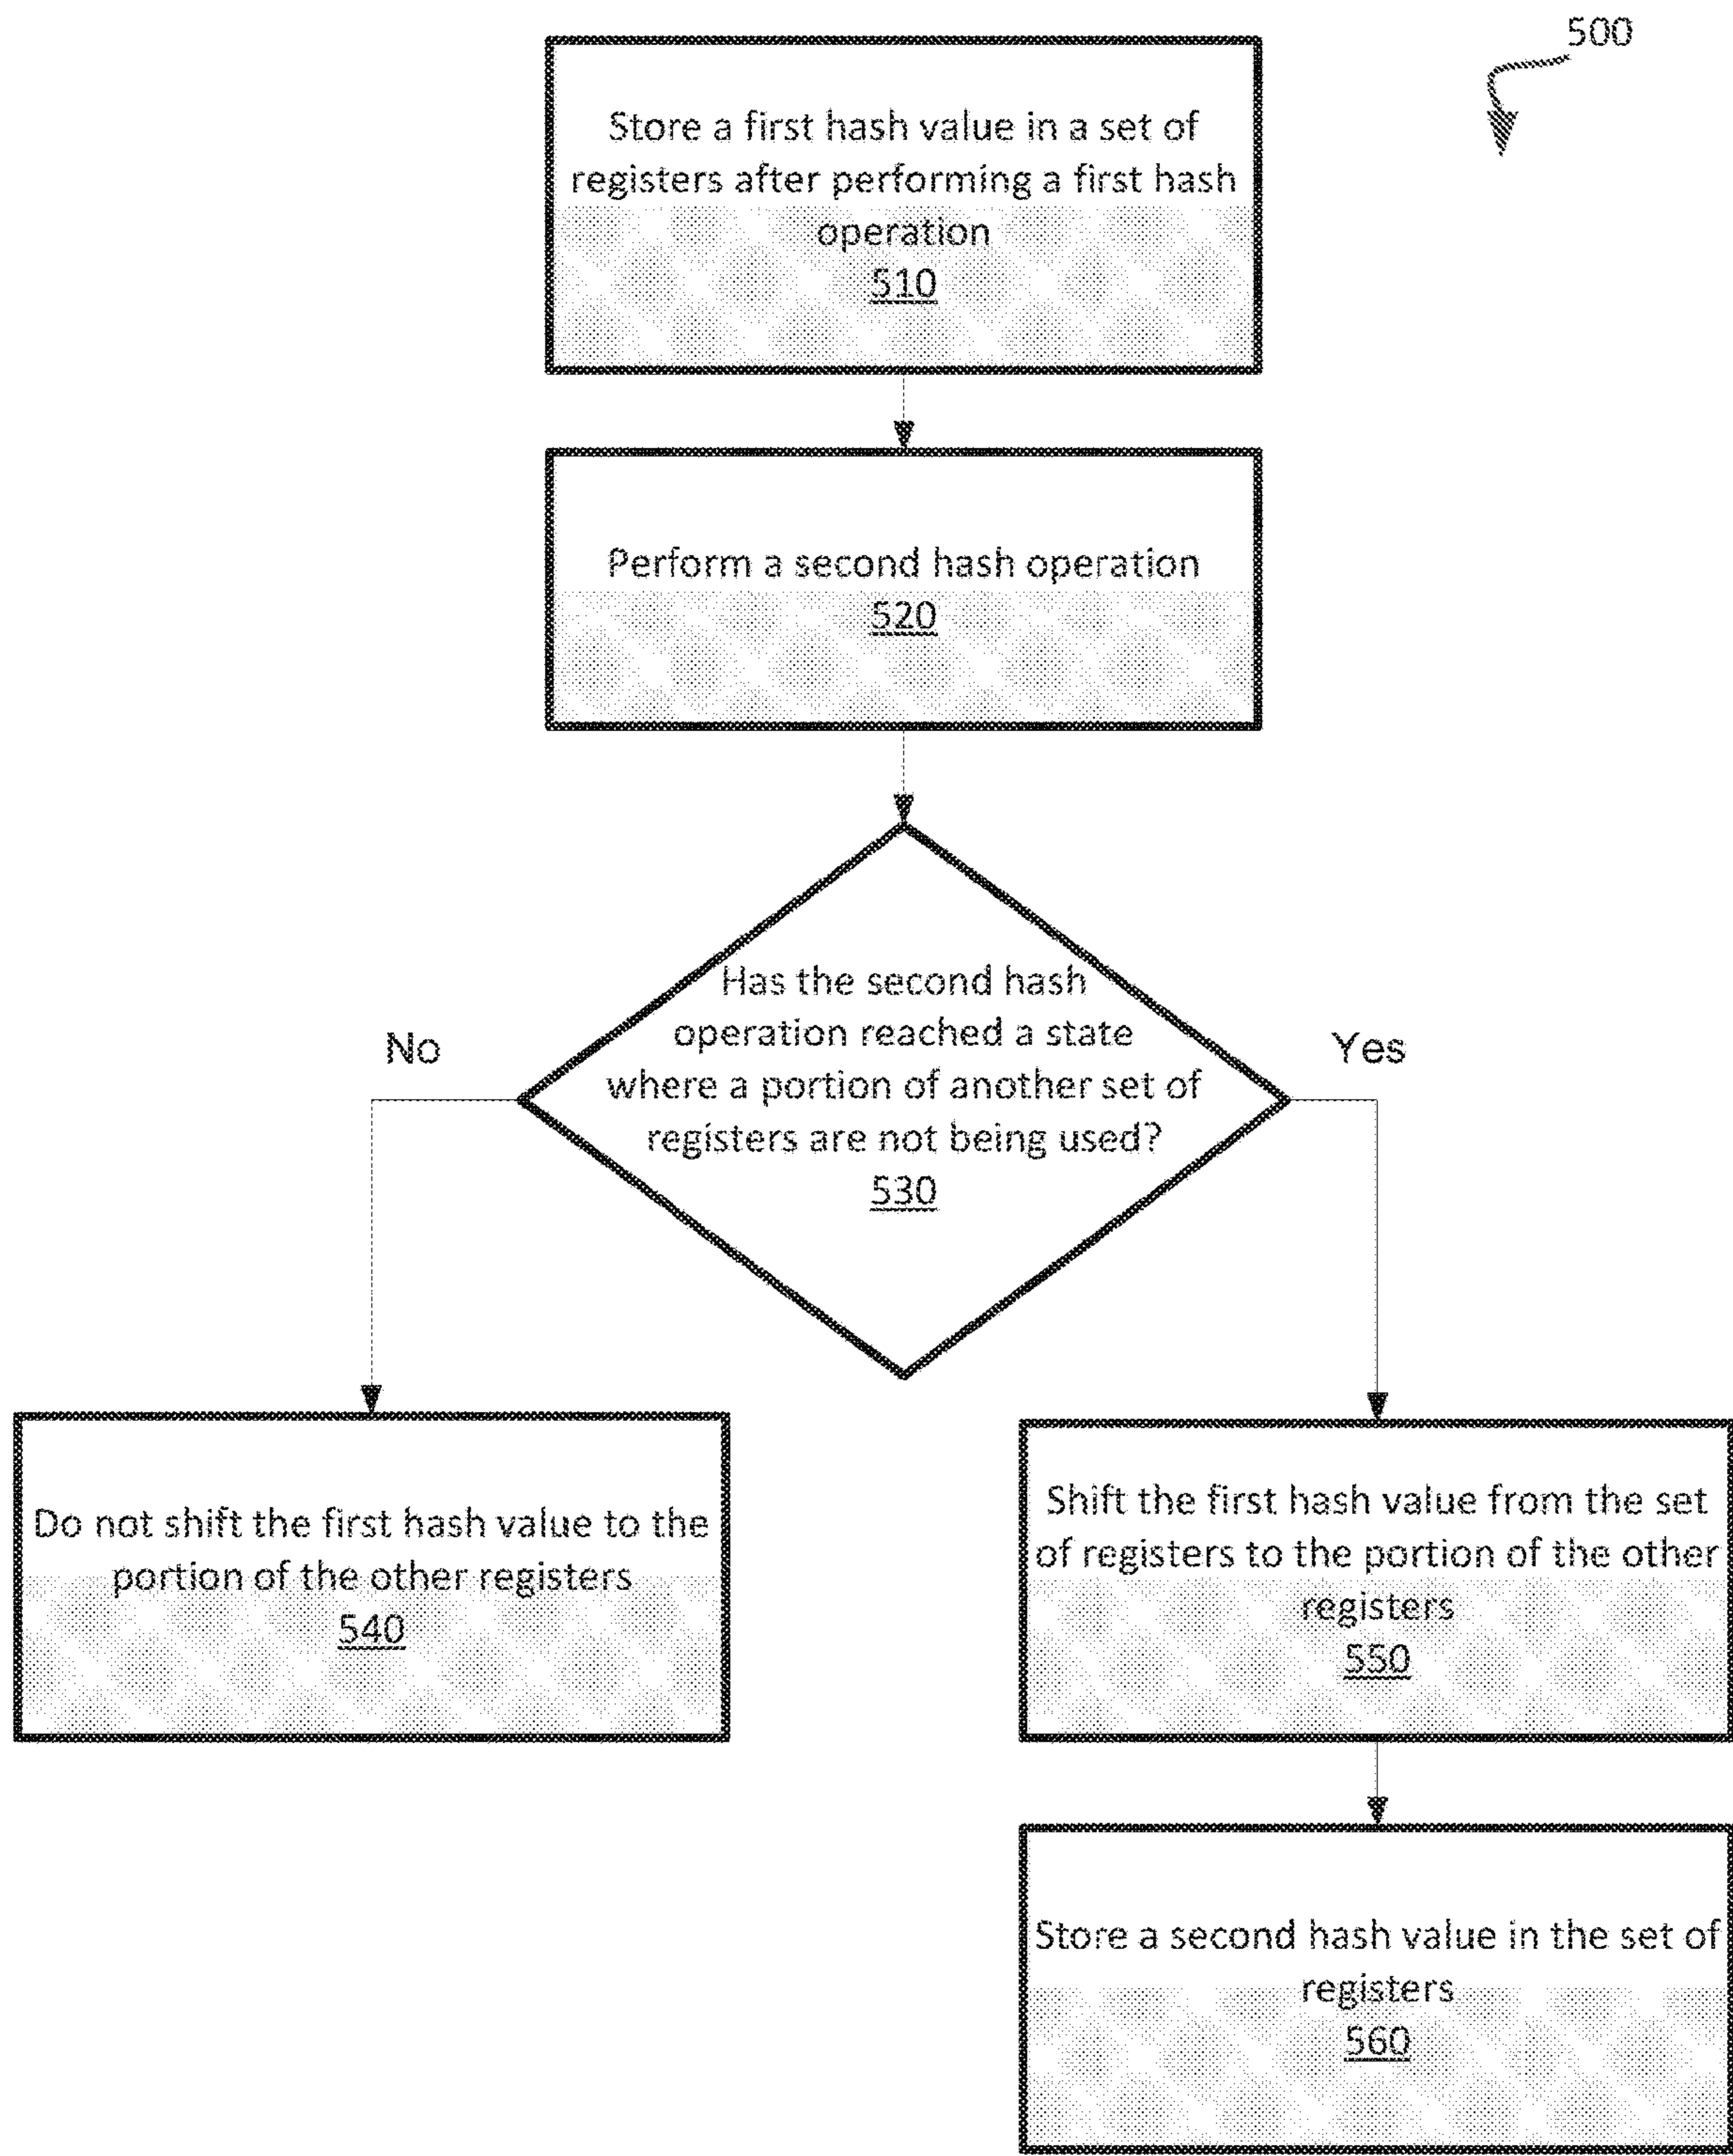 500
Store a first hash value in a set of
registers after performing a first hash
operation
510
Perform a second hash operation
520
Has the second hash
operation reached a state
where a portion of another set of
registers are not being used?
530
No
Yes
Do not shift the first hash value to the
portion of the other registers
540
Shift the first hash value from the set
of registers to the portion of the other
registers
550
Store a second hash value in the set of
registers
560